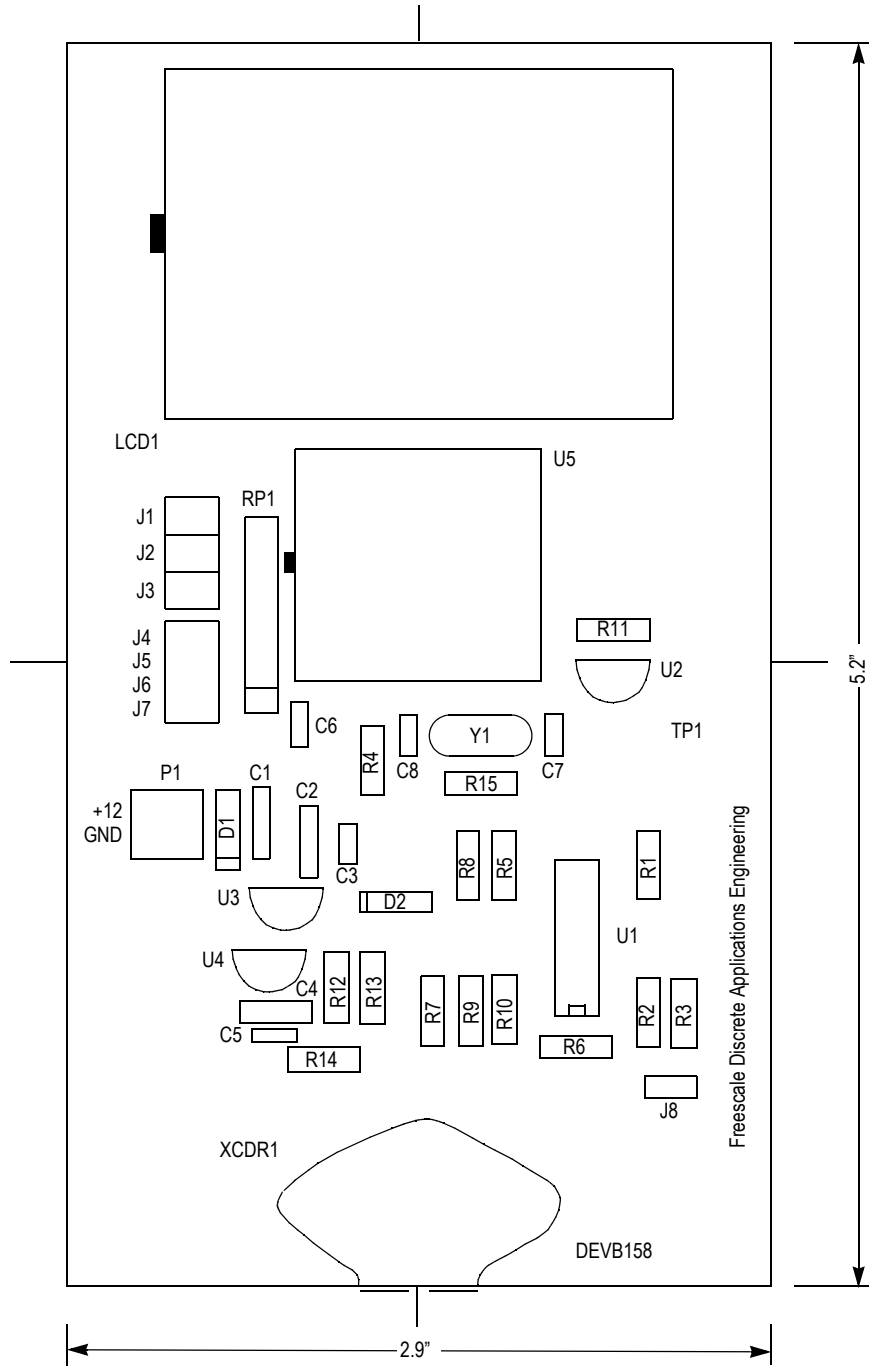 LCD1
U5
RP1
J1
J2
J3
R11
J4
J5
J6
J7
U2
5.2”
C6
TP1
Y1
R4
C8
C7
P1
C1
R15
C2
+12
GND
D1
Freescale Discrete Applications Engineering
R8
R5
R1
C3
D2
U3
U1
U4
C4
R12
R13
R7
R9
R10
R2
R3
C5
R14
R6
J8
XCDR1
DEVB158
2.9”